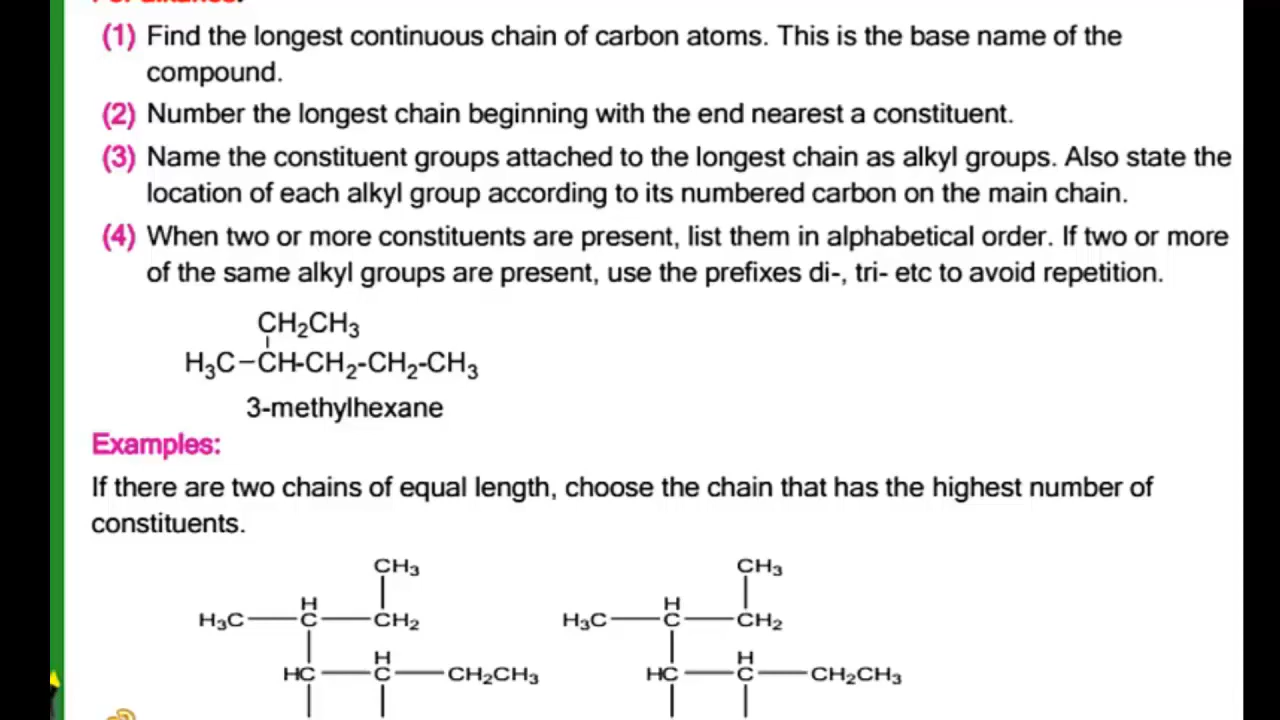 For alkanes:
(1) Find the longest continuous chain of carbon atoms. This is the base name of the
compound.
(2) Number the longest chain beginning with the end nearest a constituent.
(3) Name the constituent groups attached to the longest chain as alkyl groups. Also state the
location of each alkyl group according to its numbered carbon on the main chain.
(4) When two or more constituents are present, list them in alphabetical order. If two or more
of the same alkyl groups are present, use the prefixes di-, tri- etc to avoid repetition.
CH₂CH₃
H₃C–CH-CH₂-CH₂-CH₃
3-methylhexane
Examples:
If there are two chains of equal length, choose the chain that has the highest number of
constituents.
CH₃ CH₃
H H
H₃C—C—CH₂ H₃C—C—CH₂
H H
HC—C—CH₂CH₃ HC—C—CH₂CH₃